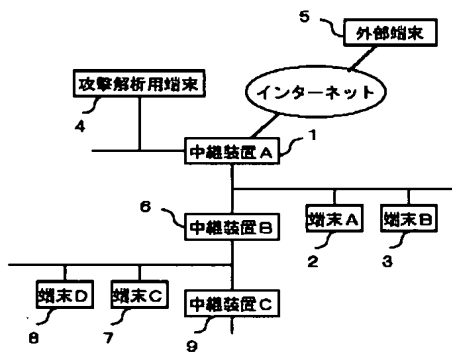 5
外部端末
攻撃解析用端末
4
インターネット
中継装置A
1
6
中継装置B
端末A
端末B
2
3
端末D
端末C
中継装置C
8
7
9